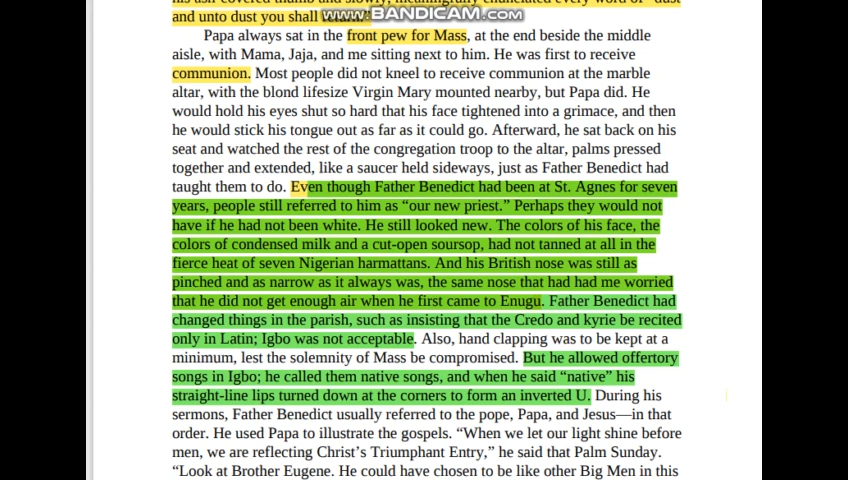 his ash-covered thumb and slowly, meaningfully enunciated every word of “dust
and unto dust you shall
www.BANDICAM.com
Papa always sat in the front pew for Mass, at the end beside the middle
aisle, with Mama, Jaja, and me sitting next to him. He was first to receive
communion. Most people did not kneel to receive communion at the marble
altar, with the blond lifesize Virgin Mary mounted nearby, but Papa did. He
would hold his eyes shut so hard that his face tightened into a grimace, and then
he would stick his tongue out as far as it could go. Afterward, he sat back on his
seat and watched the rest of the congregation troop to the altar, palms pressed
together and extended, like a saucer held sideways, just as Father Benedict had
taught them to do. Even though Father Benedict had been at St. Agnes for seven
years, people still referred to him as “our new priest.” Perhaps they would not
have if he had not been white. He still looked new. The colors of his face, the
colors of condensed milk and a cut-open soursop, had not tanned at all in the
fierce heat of seven Nigerian harmattans. And his British nose was still as
pinched and as narrow as it always was, the same nose that had had me worried
that he did not get enough air when he first came to Enugu. Father Benedict had
changed things in the parish, such as insisting that the Credo and kyrie be recited
only in Latin; Igbo was not acceptable. Also, hand clapping was to be kept at a
minimum, lest the solemnity of Mass be compromised. But he allowed offertory
songs in Igbo; he called them native songs, and when he said “native” his
straight-line lips turned down at the corners to form an inverted U. During his
sermons, Father Benedict usually referred to the pope, Papa, and Jesus—in that
order. He used Papa to illustrate the gospels. “When we let our light shine before
men, we are reflecting Christ’s Triumphant Entry,” he said that Palm Sunday.
“Look at Brother Eugene. He could have chosen to be like other Big Men in this